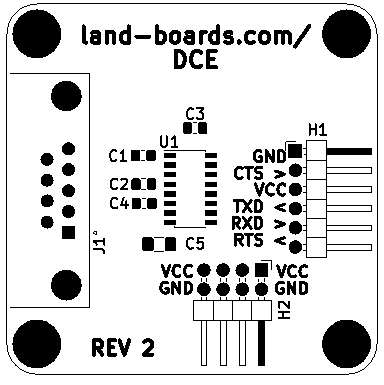 land-boards.com/
DCE
C3
H1
U1
C1
GND
CTS >
VCC
C2
C4
TXD <
RXD >
RTS <
C5
J1
VCC VCC
GND GND
H2
REV 2